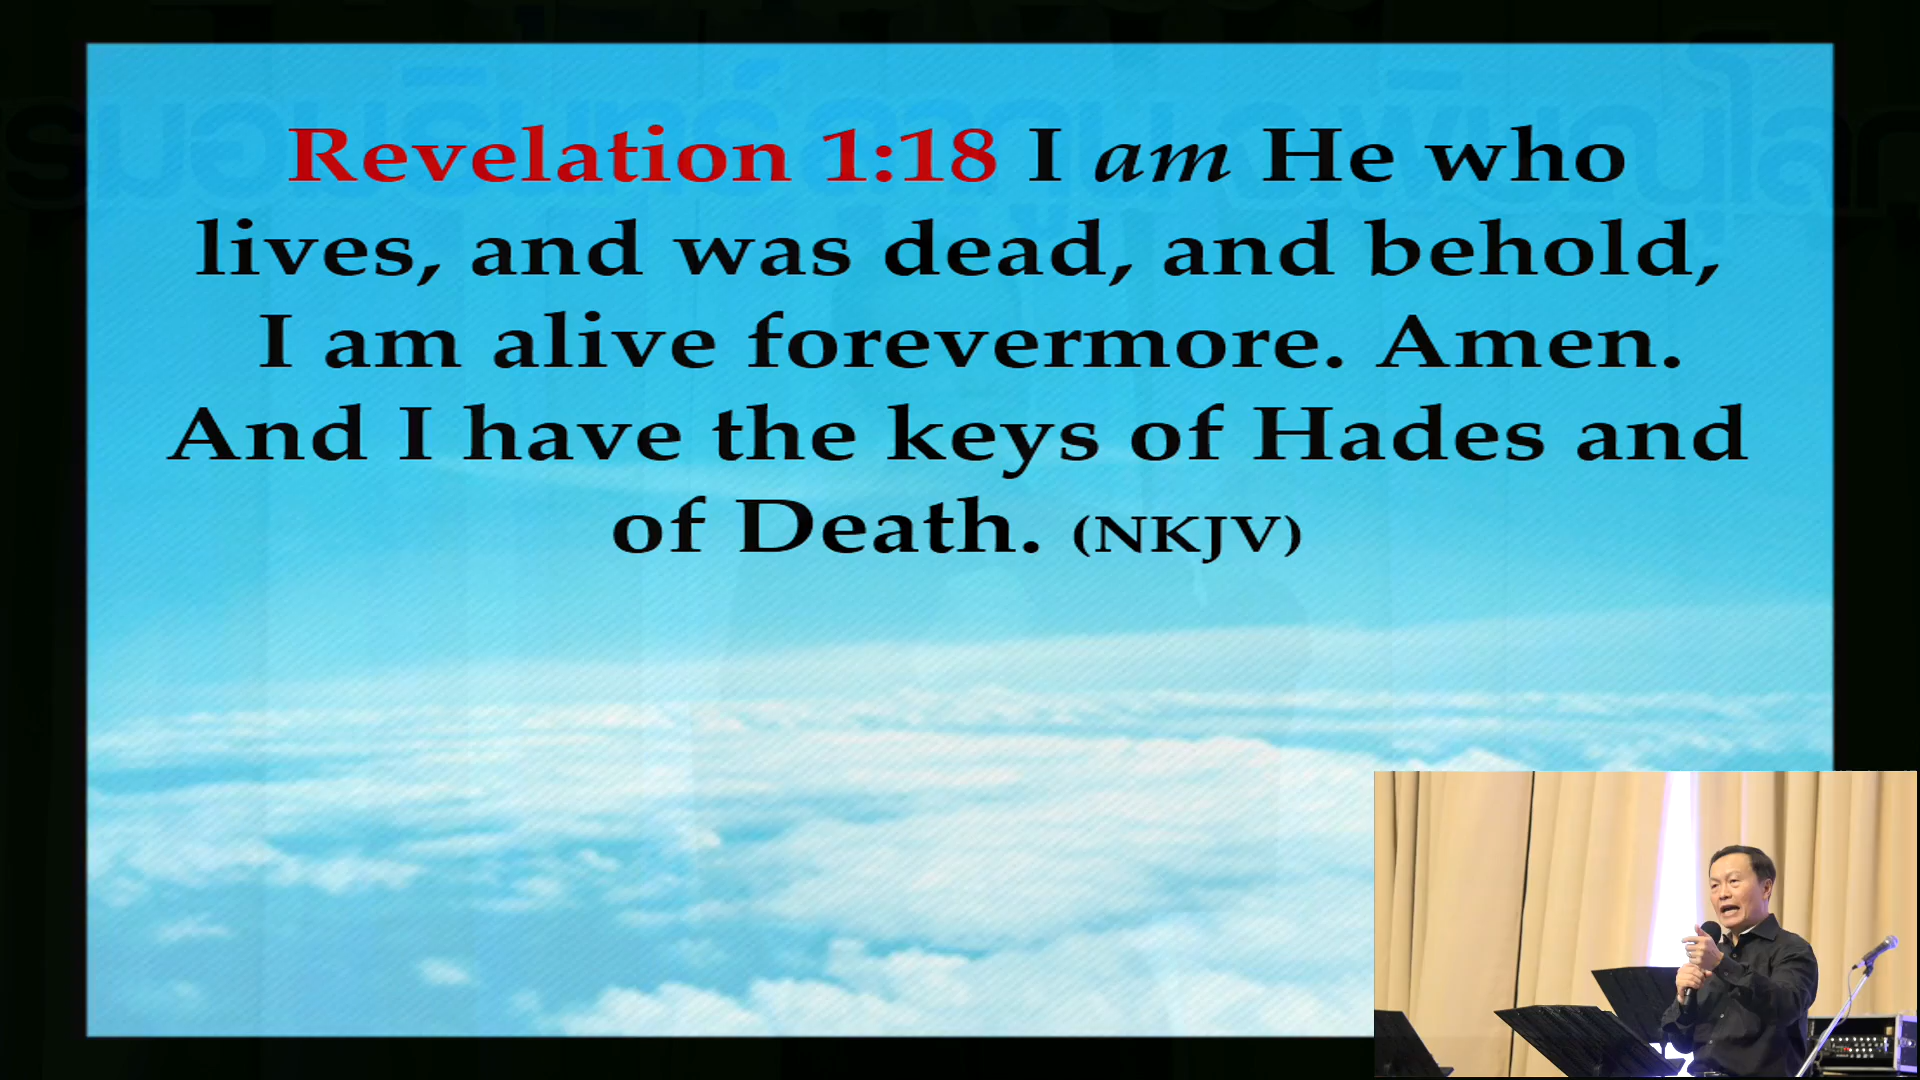 Revelation 1:18 I am He who
lives, and was dead, and behold,
I am alive forevermore. Amen.
And I have the keys of Hades and
of Death. (NKJV)